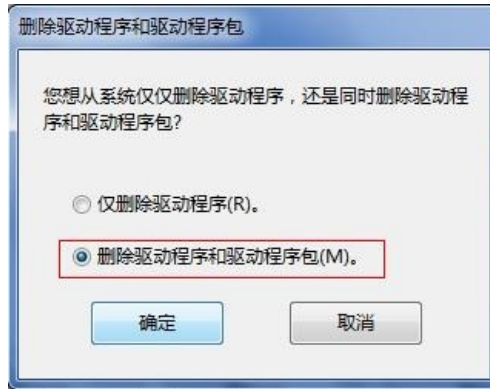 删除驱动程序和驱动程序包
您想从系统仅仅删除驱动程序，还是同时删除驱动程
序和驱动程序包?
仅删除驱动程序(R)。
删除驱动程序和驱动程序包(M)。
确定
取消